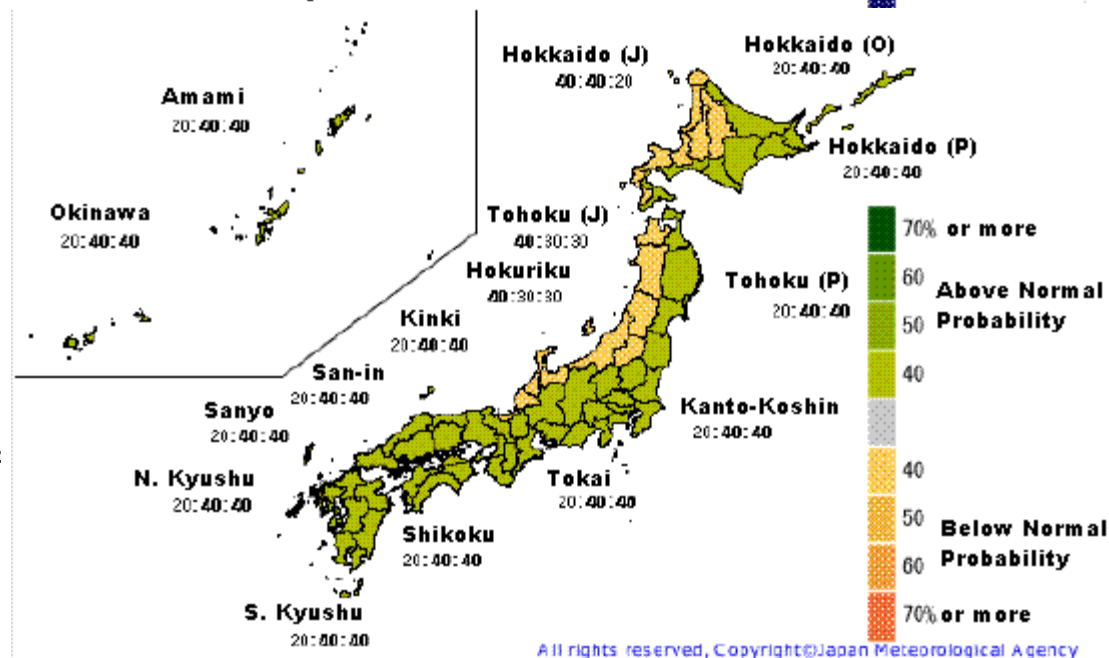 Hokkaido (J)
40:40:20
Hokkaido (O)
20:40:40
Amami
20:40:40
Hokkaido (P)
20:40:40
Okinawa
20:40:40
Tohoku (J)
40:30:30
Hokuriku
40:30:30
Tohoku (P)
20:40:40
Kinki
20:40:40
San-in
20:40:40
Sanyo
20:40:40
Kanto-Koshin
20:40:40
N. Kyushu
20:40:40
Tokai
20:40:40
Shikoku
20:40:40
S. Kyushu
20:40:40
70% or more
60
Above Normal
50
Probability
40
40
50
Below Normal
60
Probability
70% or more
All rights reserved, Copyright©Japan Meteorological Agency